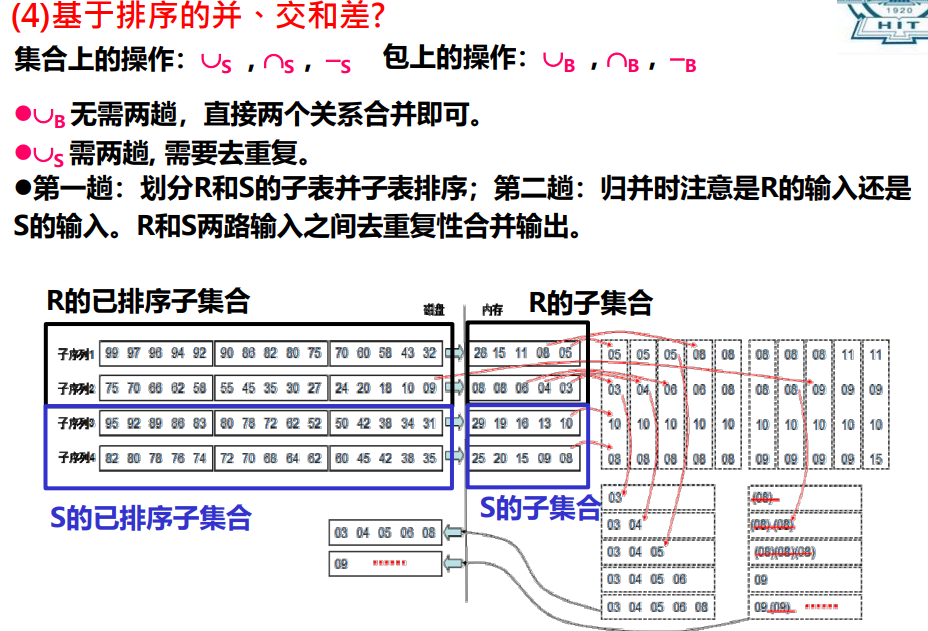 (4)基于排序的并、交和差?
1920
HIT
集合上的操作：∪S ，∩S ，−S 包上的操作：∪B ，∩B ，−B
●∪B 无需两趟，直接两个关系合并即可。
●∪S 需两趟, 需要去重复。
●第一趟：划分R和S的子表并子表排序；第二趟：归并时注意是R的输入还是
S的输入。R和S两路输入之间去重复性合并输出。
R的已排序子集合 磁盘 内存 R的子集合
子序列1 99 97 96 94 92 90 86 82 80 75 70 60 58 43 32 26 15 11 08 05 05 05 05 08 08 08 08 08 11 11
子序列2 75 70 66 62 58 55 45 35 30 27 24 20 18 10 09 08 08 06 04 03 03 04 06 06 08 08 08 09 09 09
子序列3 95 92 89 86 83 80 78 72 62 52 50 42 38 34 31 29 19 16 13 10 10 10 10 10 10 10 10 10 10 10
子序列4 82 80 78 76 74 72 70 68 64 62 60 45 42 38 35 25 20 15 09 08 08 08 08 08 08 09 09 09 09 15
S的已排序子集合 S的子集合
03 (08)
03 04 (08) (08)
03 04 05 06 08
03 04 05 (08)(08)(08)
09 ······
03 04 05 06 09
03 04 05 06 08 09 (09) ······